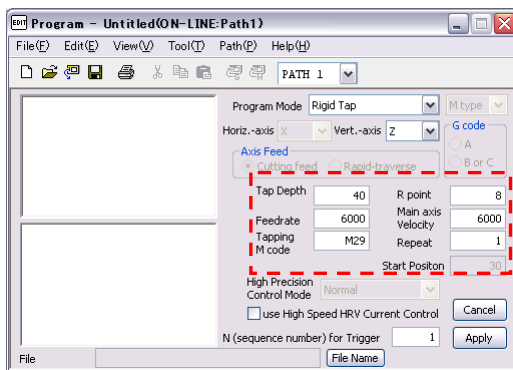 EDIT Program - Untitled(ON-LINE:Path1)
File(F) Edit(E) View(V) Tool(T) Path(P) Help(H)
PATH 1
Program Mode Rigid Tap M type
Horiz.-axis X Vert.-axis Z G code
Axis Feed A
Cutting feed Rapid-traverse B or C
Tap Depth 40 R point 8
Feedrate 6000 Main axis Velocity 6000
Tapping M code M29 Repeat 1
Start Positon 30
High Precision Control Mode Normal
use High Speed HRV Current Control Cancel
N (sequence number) for Trigger 1 Apply
File File Name